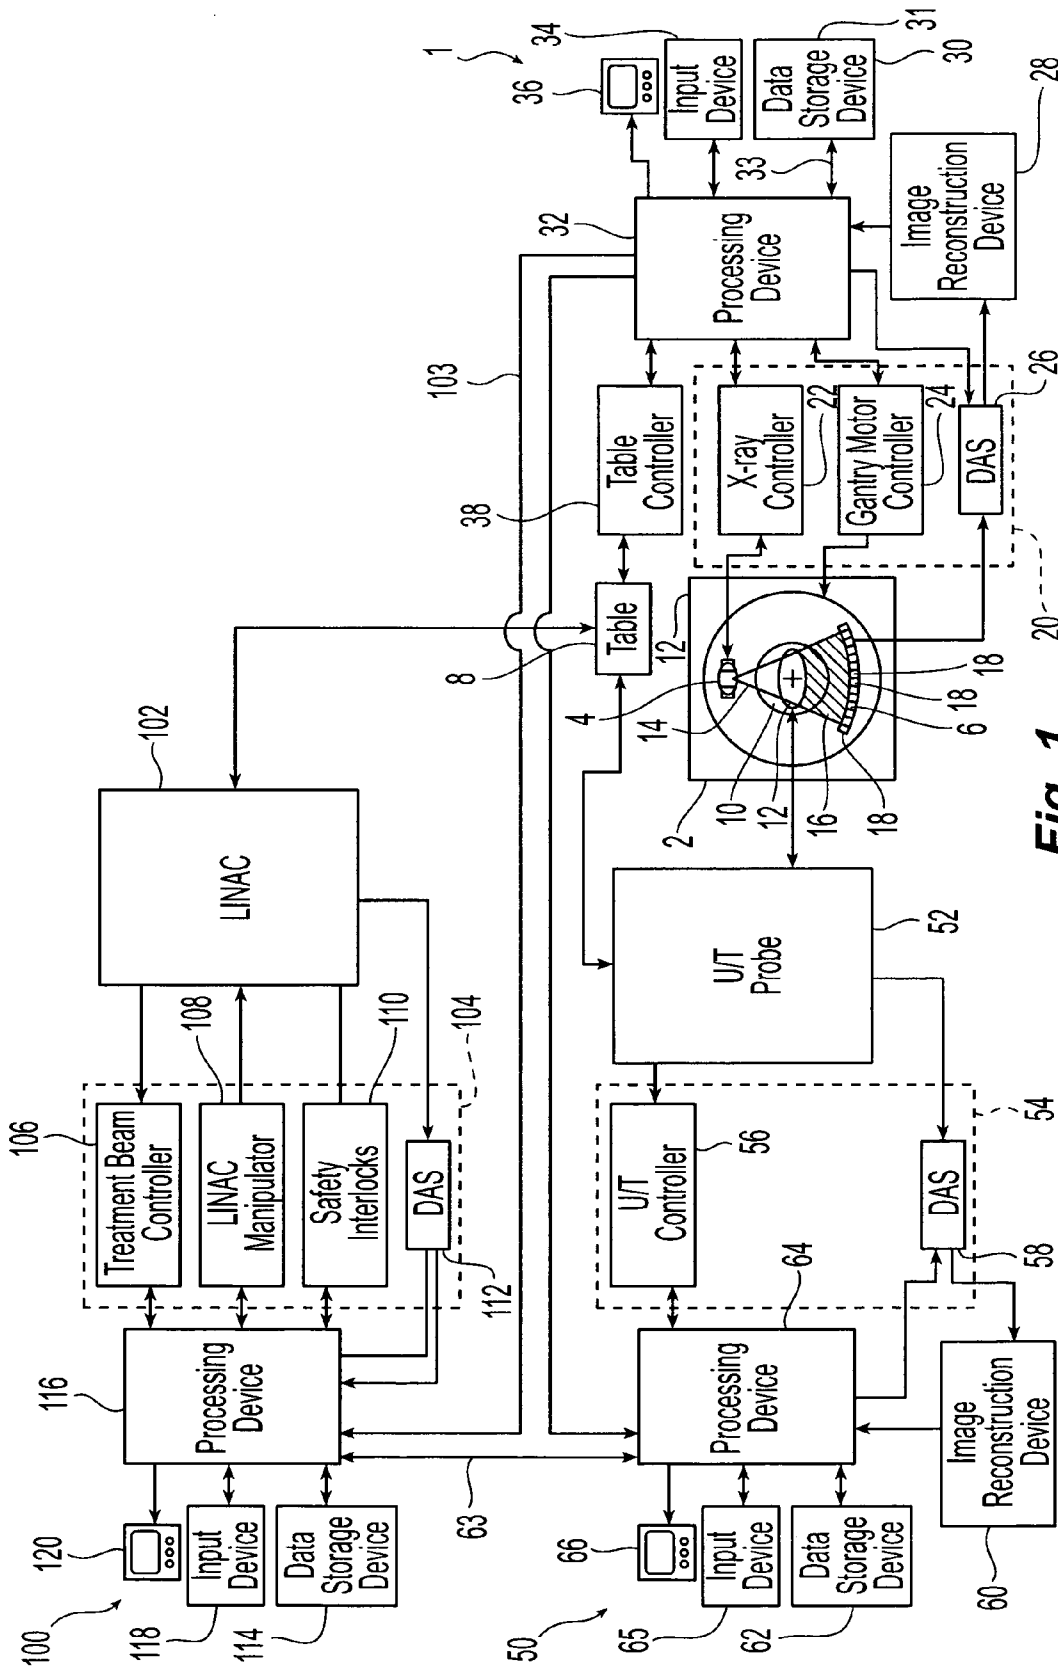 100
120
118
Input
Device
114
Data
Storage
Device
116
Processing
Device
106
Treatment Beam
Controller
108
LINAC
Manipulator
110
Safety
Interlocks
DAS
112
104
102
LINAC
103
63
50
66
65
Input
Device
62
Data
Storage
Device
64
Processing
Device
60
Image
Reconstruction
Device
U/T
Controller
56
DAS
58
54
U/T
Probe
52
8
Table
38
Table
Controller
2
12
4
14
10
12
16
18
6
18
18
X-ray
Controller
22
Gantry Motor
Controller
24
DAS
26
20
32
Processing
Device
1
36
34
Input
Device
33
Data
Storage
Device
31
30
Image
Reconstruction
Device
28
Fig. 1